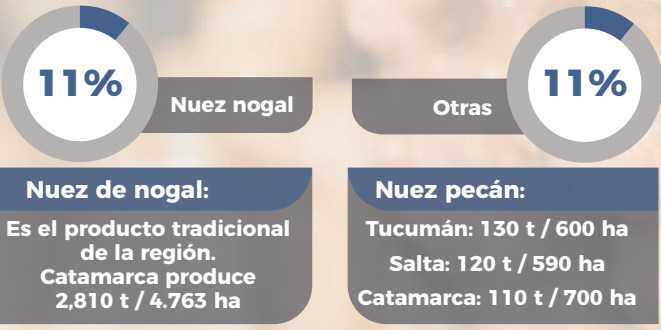 11%
Nuez nogal
11%
Otras
Nuez de nogal:
Es el producto tradicional
de la región.
Catamarca produce
2,810 t / 4.763 ha
Nuez pecán:
Tucumán: 130 t / 600 ha
Salta: 120 t / 590 ha
Catamarca: 110 t / 700 ha